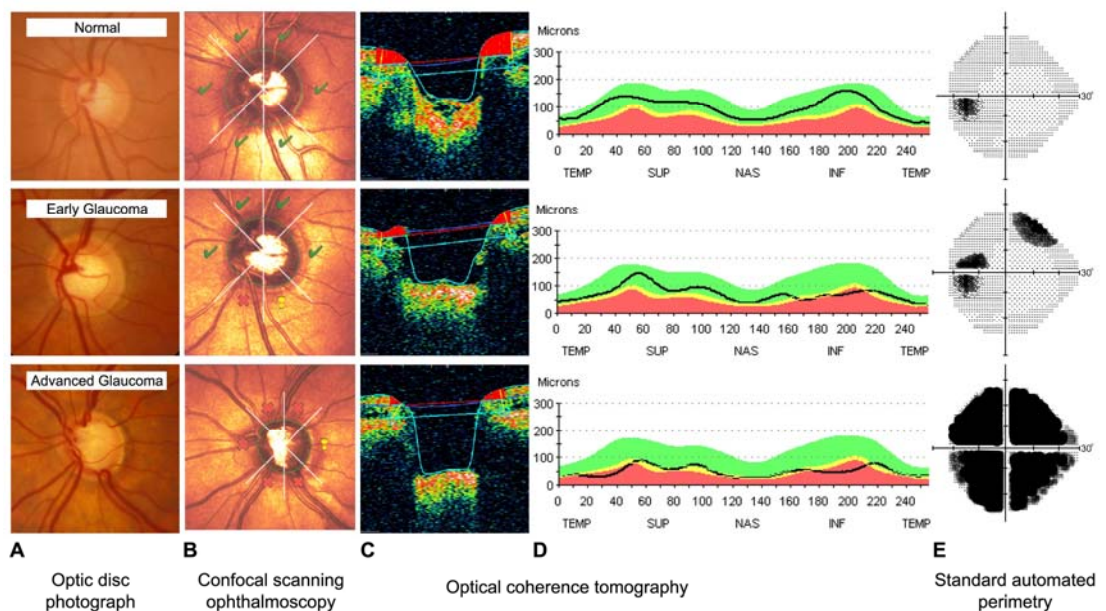 Normal
Microns
300
200
100
0
0 20 40 60 80 100 120 140 160 180 200 220 240
TEMP SUP NAS INF TEMP
30°
Early Glaucoma
Microns
300
200
100
0
0 20 40 60 80 100 120 140 160 180 200 220 240
TEMP SUP NAS INF TEMP
30°
Advanced Glaucoma
Microns
300
200
100
0
0 20 40 60 80 100 120 140 160 180 200 220 240
TEMP SUP NAS INF TEMP
30°
A B C D E
Optic disc
photograph
Confocal scanning
ophthalmoscopy
Optical coherence tomography
Standard automated
perimetry